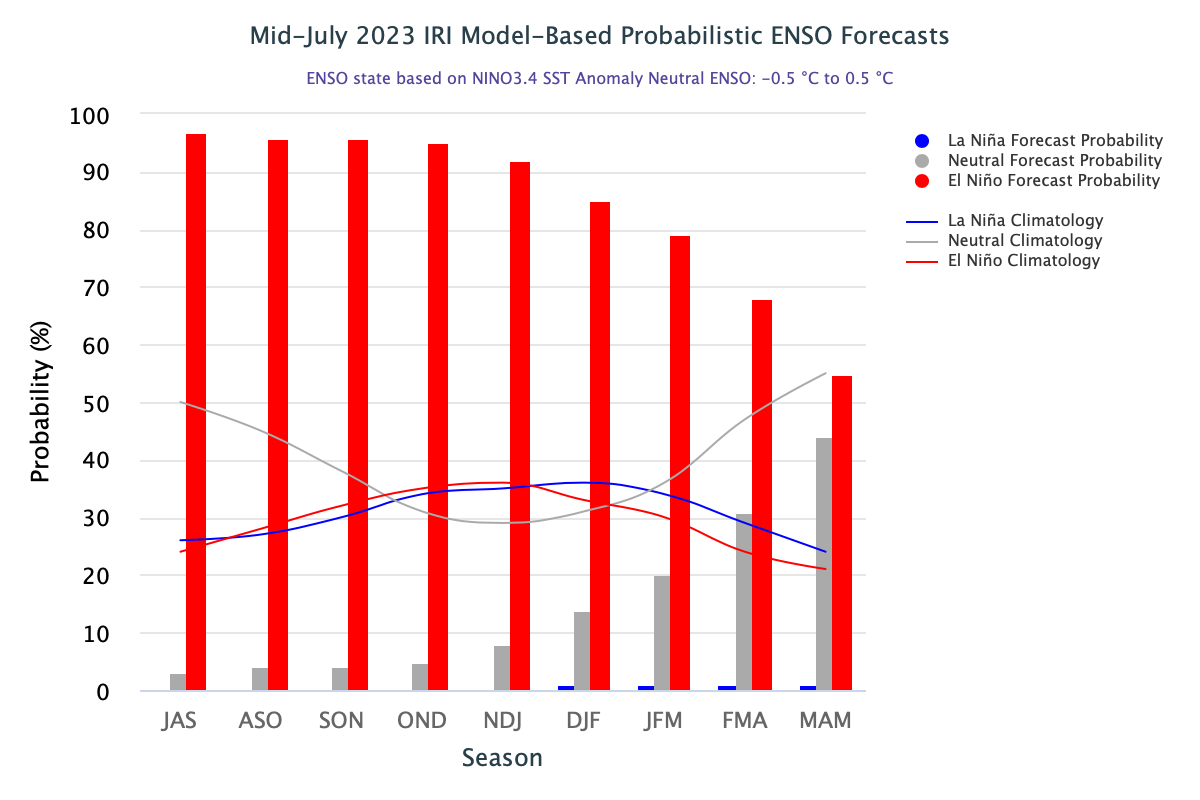 Mid-July 2023 IRI Model-Based Probabilistic ENSO Forecasts
ENSO state based on NINO3.4 SST Anomaly Neutral ENSO: -0.5 °C to 0.5 °C
100
90
80
70
60
50
40
30
20
10
0
Probability (%)
JAS ASO SON OND NDJ DJF JFM FMA MAM
Season
La Niña Forecast Probability
Neutral Forecast Probability
El Niño Forecast Probability
La Niña Climatology
Neutral Climatology
El Niño Climatology